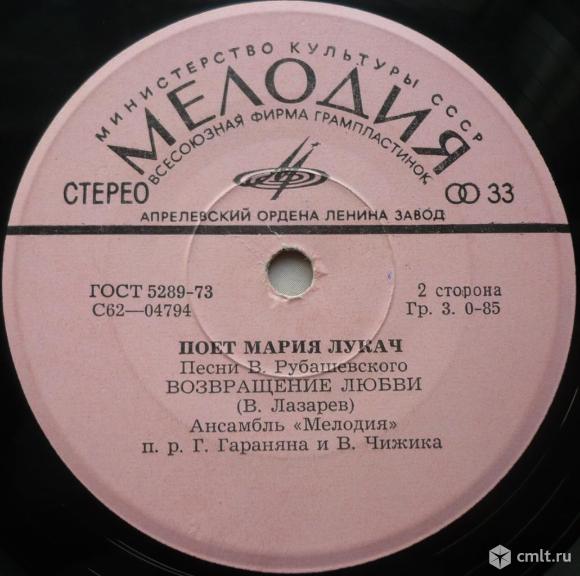 МИНИСТЕРСТВО КУЛЬТУРЫ СССР
МЕЛОДИЯ
ВСЕСОЮЗНАЯ ФИРМА ГРАМПЛАСТИНОК
СТЕРЕО
33
АПРЕЛЕВСКИЙ ОРДЕНА ЛЕНИНА ЗАВОД
ГОСТ 5289-73
2 сторона
С62—04794
Гр. 3. 0-85
ПОЕТ МАРИЯ ЛУКАЧ
Песни В. Рубашевского
ВОЗВРАЩЕНИЕ ЛЮБВИ
(В. Лазарев)
Ансамбль «Мелодия»
п. р. Г. Гараняна и В. Чижика
cmlt.ru